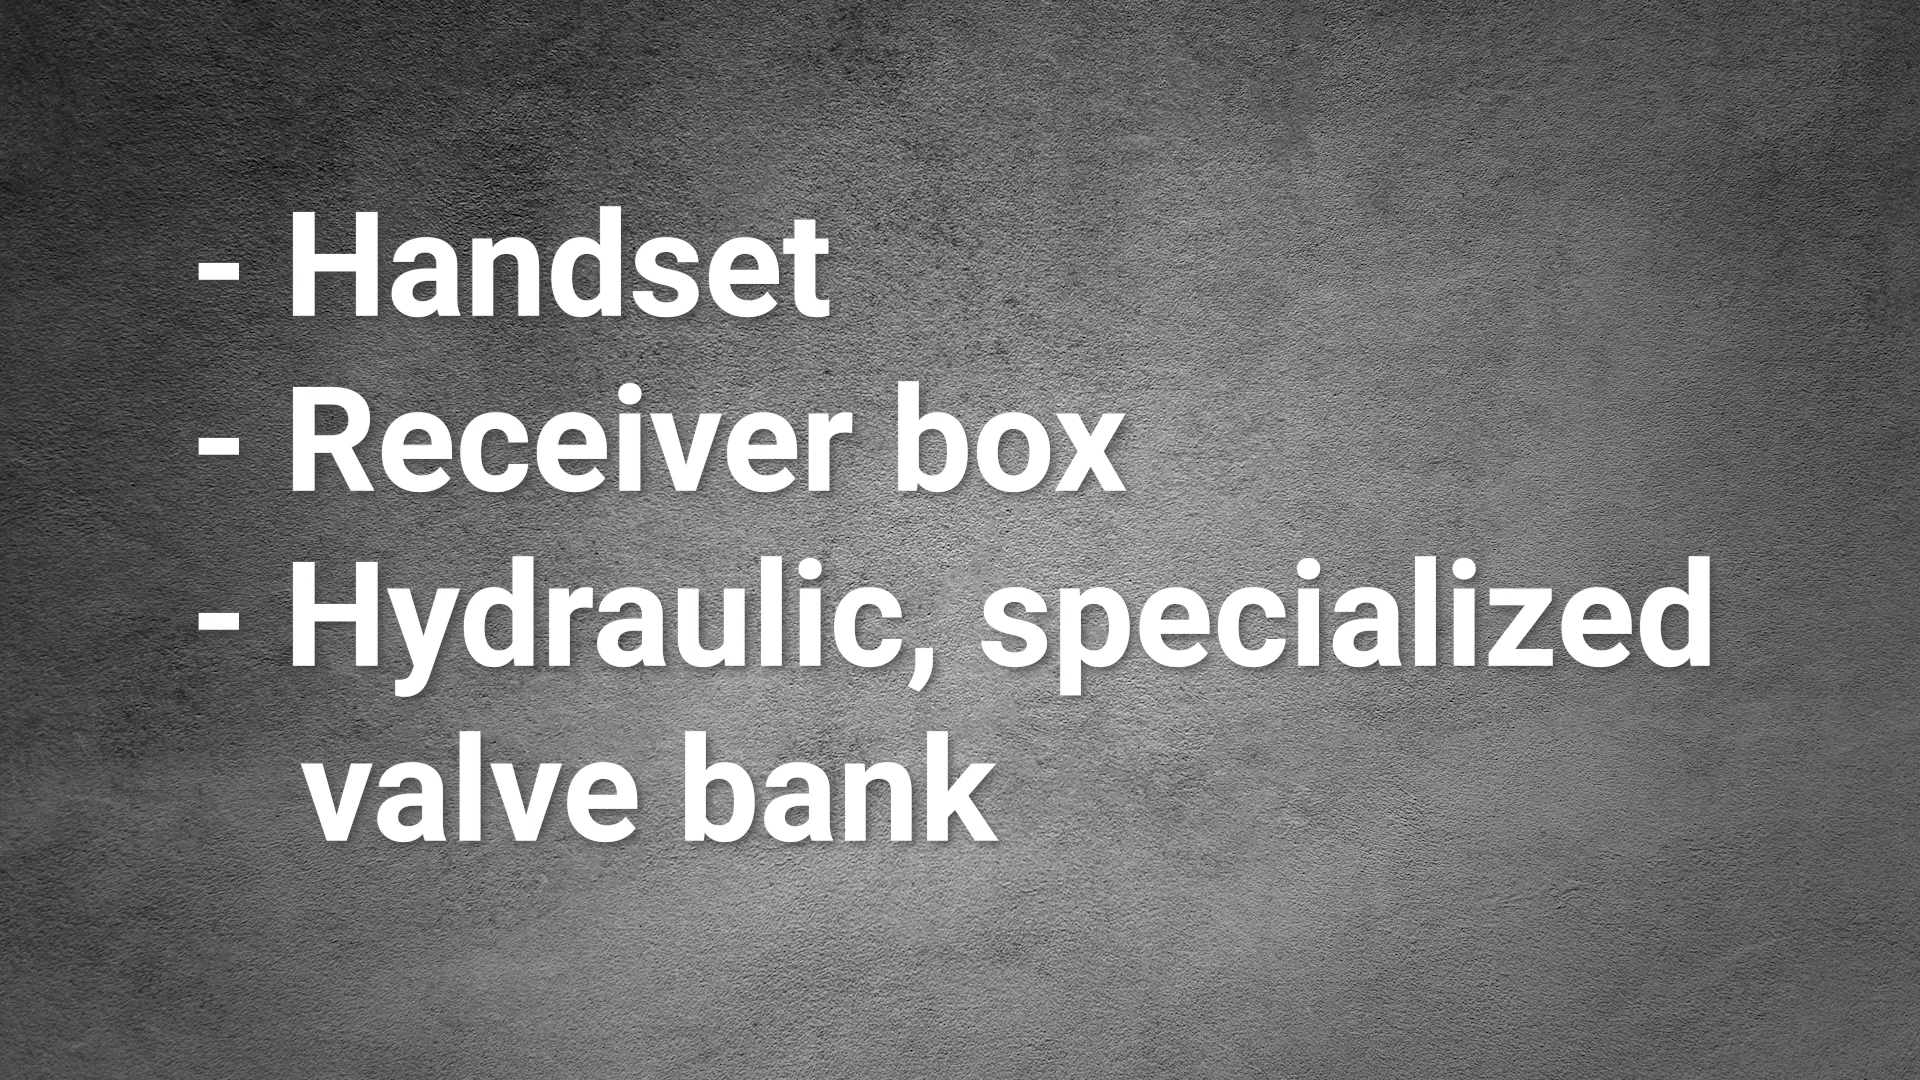 - Handset
- Receiver box
- Hydraulic, specialized
valve bank